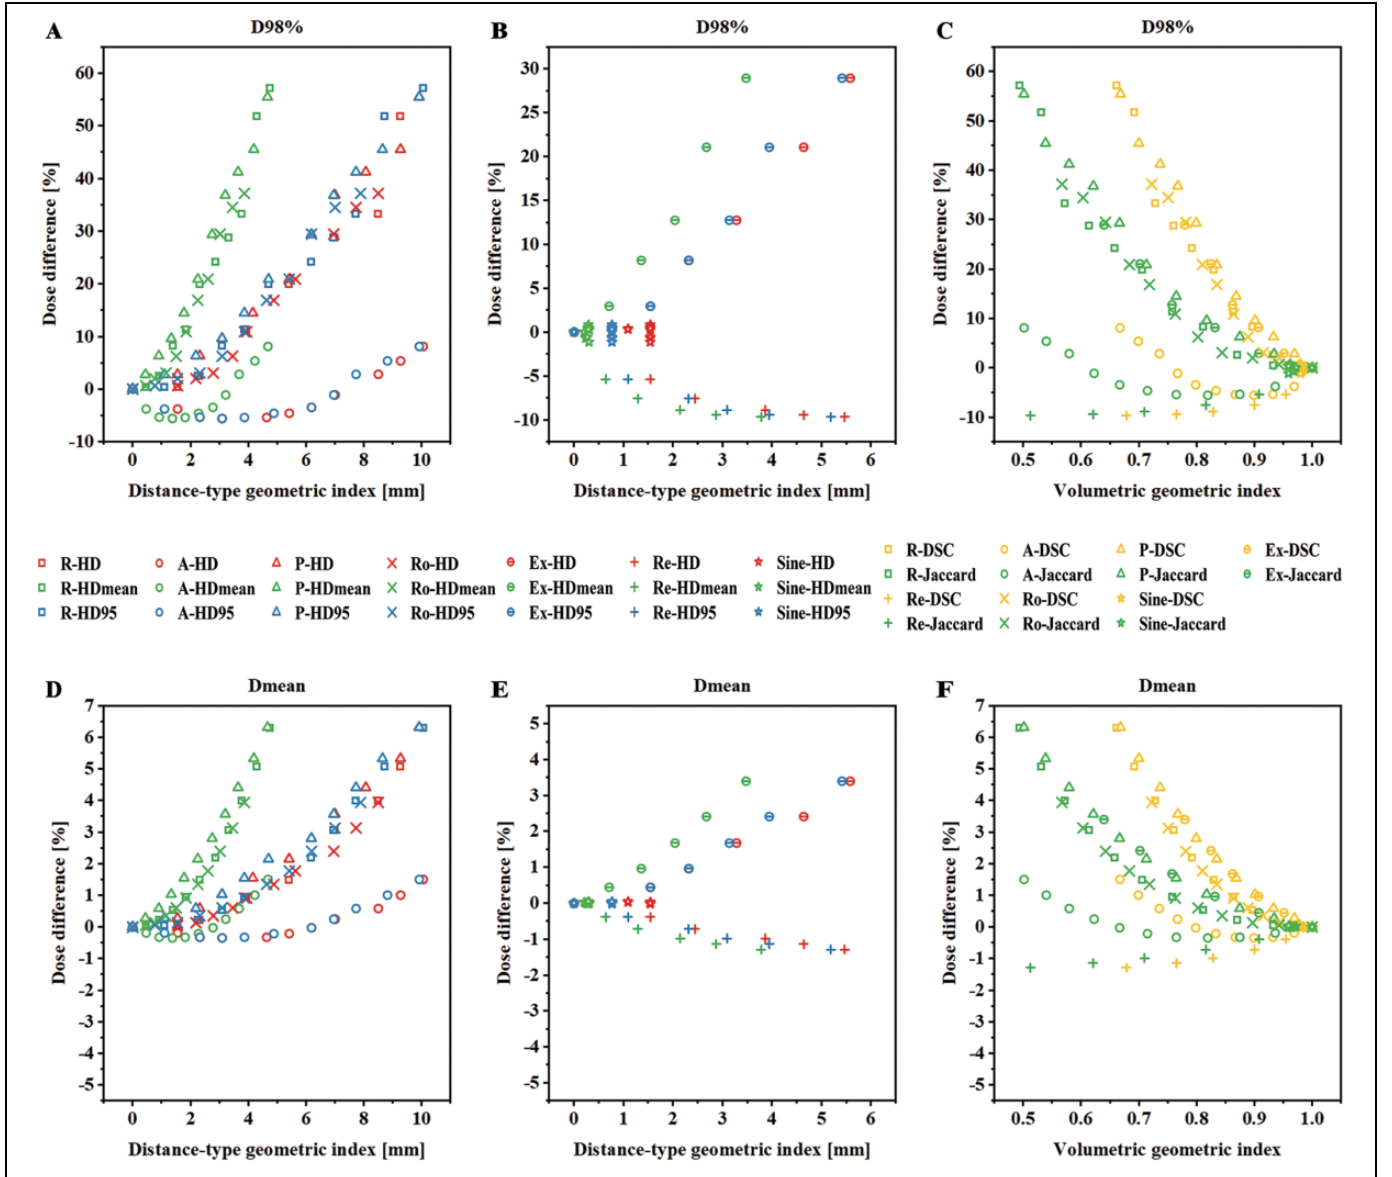 A D98%
60
50
40
30
20
10
0
-10
0 2 4 6 8 10
Dose difference [%]
Distance-type geometric index [mm]
B D98%
30
25
20
15
10
5
0
-5
-10
0 1 2 3 4 5 6
Dose difference [%]
Distance-type geometric index [mm]
C D98%
60
50
40
30
20
10
0
-10
0.5 0.6 0.7 0.8 0.9 1.0
Dose difference [%]
Volumetric geometric index
R-HD A-HD P-HD Ro-HD Ex-HD Re-HD Sine-HD
R-HDmean A-HDmean P-HDmean Ro-HDmean Ex-HDmean Re-HDmean Sine-HDmean
R-HD95 A-HD95 P-HD95 Ro-HD95 Ex-HD95 Re-HD95 Sine-HD95
R-DSC A-DSC P-DSC Ex-DSC
R-Jaccard A-Jaccard P-Jaccard Ex-Jaccard
Re-DSC Ro-DSC Sine-DSC
Re-Jaccard Ro-Jaccard Sine-Jaccard
D Dmean
7
6
5
4
3
2
1
0
-1
-2
-3
-4
-5
0 2 4 6 8 10
Dose difference [%]
Distance-type geometric index [mm]
E Dmean
5
4
3
2
1
0
-1
-2
-3
-4
-5
0 1 2 3 4 5 6
Dose difference [%]
Distance-type geometric index [mm]
F Dmean
7
6
5
4
3
2
1
0
-1
-2
-3
-4
-5
0.5 0.6 0.7 0.8 0.9 1.0
Dose difference [%]
Volumetric geometric index